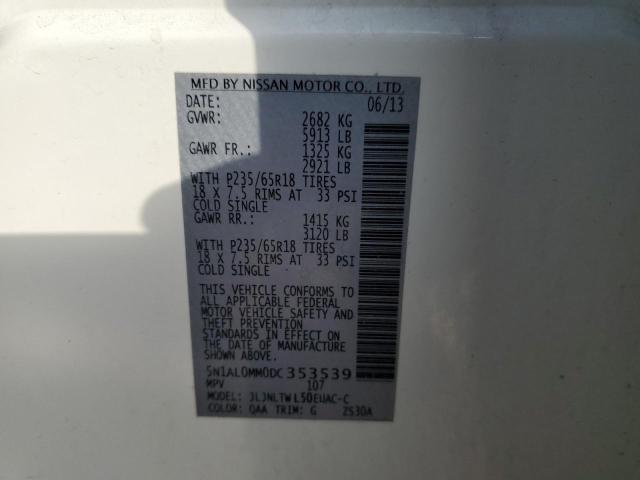 MFD BY NISSAN MOTOR CO., LTD.
DATE: 06/13
GVWR: 2682 KG
5913 LB
GAWR FR.: 1325 KG
2921 LB
WITH P235/65R18 TIRES
18 X 7.5 RIMS AT 33 PSI
COLD SINGLE
GAWR RR.: 1415 KG
3120 LB
WITH P235/65R18 TIRES
18 X 7.5 RIMS AT 33 PSI
COLD SINGLE
THIS VEHICLE CONFORMS TO
ALL APPLICABLE FEDERAL
MOTOR VEHICLE SAFETY AND
THEFT PREVENTION
STANDARDS IN EFFECT ON
THE DATE OF MANUFACTURE
SHOWN ABOVE.
5N1AL0MM0DC353539
MPV 107
MODEL: JLJNLTWL50EUAC-C
COLOR: QAA TRIM: G ZS30A